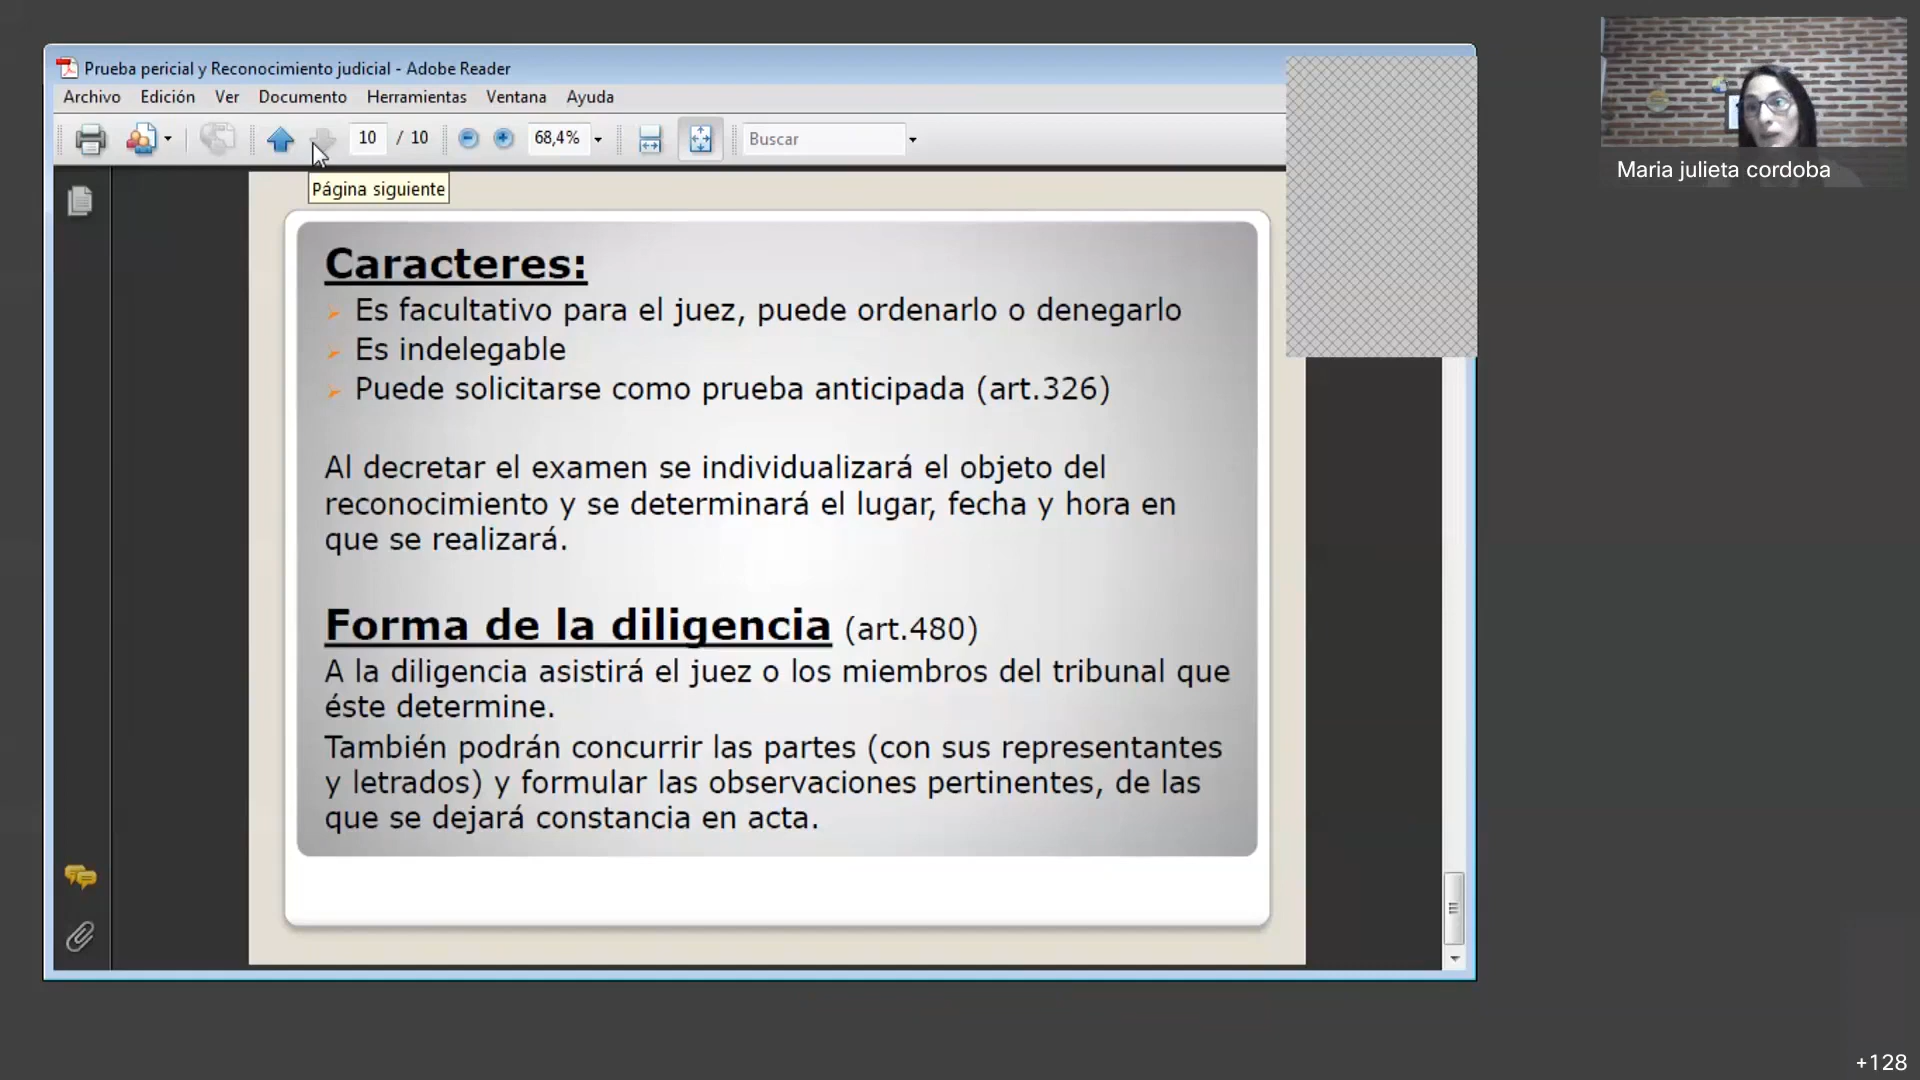 Prueba pericial y Reconocimiento judicial - Adobe Reader
Archivo Edición Ver Documento Herramientas Ventana Ayuda
10 / 10 68,4% Buscar
Página siguiente
Caracteres:
Es facultativo para el juez, puede ordenarlo o denegarlo
Es indelegable
Puede solicitarse como prueba anticipada (art.326)
Al decretar el examen se individualizará el objeto del
reconocimiento y se determinará el lugar, fecha y hora en
que se realizará.
Forma de la diligencia (art.480)
A la diligencia asistirá el juez o los miembros del tribunal que
éste determine.
También podrán concurrir las partes (con sus representantes
y letrados) y formular las observaciones pertinentes, de las
que se dejará constancia en acta.
Maria julieta cordoba
+128